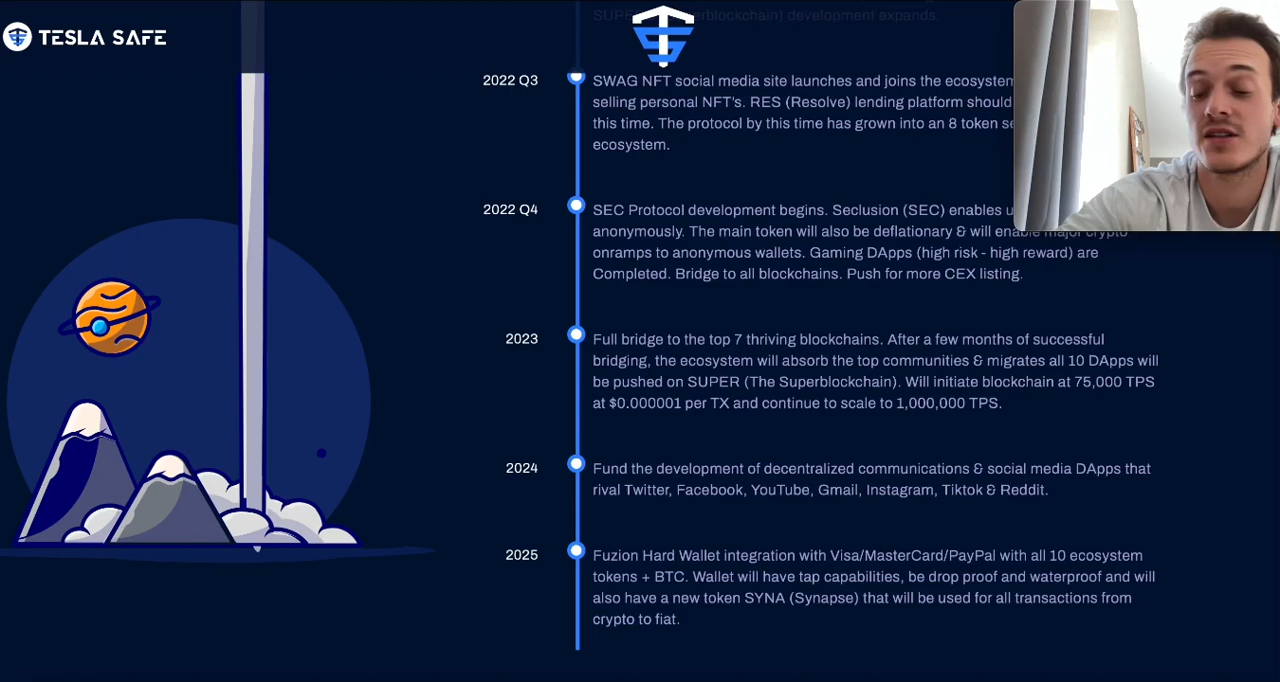 TESLA SAFE
SUPER (Superblockchain) development expands.
2022 Q3
SWAG NFT social media site launches and joins the ecosystem
selling personal NFT's. RES (Resolve) lending platform should
this time. The protocol by this time has grown into an 8 token
ecosystem.
2022 Q4
SEC Protocol development begins. Seclusion (SEC) enables
anonymously. The main token will also be deflationary & will enable major crypto
onramps to anonymous wallets. Gaming DApps (high risk - high reward) are
Completed. Bridge to all blockchains. Push for more CEX listing.
2023
Full bridge to the top 7 thriving blockchains. After a few months of successful
bridging, the ecosystem will absorb the top communities & migrates all 10 DApps will
be pushed on SUPER (The Superblockchain). Will initiate blockchain at 75,000 TPS
at $0.000001 per TX and continue to scale to 1,000,000 TPS.
2024
Fund the development of decentralized communications & social media DApps that
rival Twitter, Facebook, YouTube, Gmail, Instagram, Tiktok & Reddit.
2025
Fuzion Hard Wallet integration with Visa/MasterCard/PayPal with all 10 ecosystem
tokens + BTC. Wallet will have tap capabilities, be drop proof and waterproof and will
also have a new token SYNA (Synapse) that will be used for all transactions from
crypto to fiat.